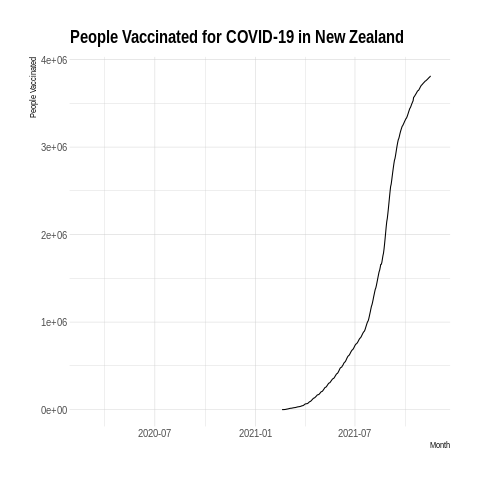 People Vaccinated for COVID-19 in New Zealand
People Vaccinated
4e+06
3e+06
2e+06
1e+06
0e+00
2020-07 2021-01 2021-07
Month